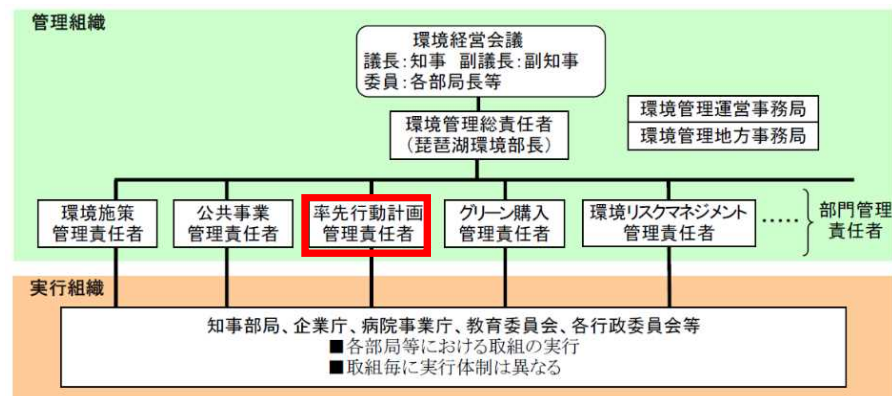 管理組織
環境経営会議
議長:知事 副議長:副知事
委員:各部局長等
環境管理総責任者
(琵琶湖環境部長)
環境管理運営事務局
環境管理地方事務局
環境施策
管理責任者
公共事業
管理責任者
率先行動計画
管理責任者
グリーン購入
管理責任者
環境リスクマネジメント
管理責任者
·····
部門管理
責任者
実行組織
知事部局、企業庁、病院事業庁、教育委員会、各行政委員会等
■各部局等における取組の実行
■取組毎に実行体制は異なる